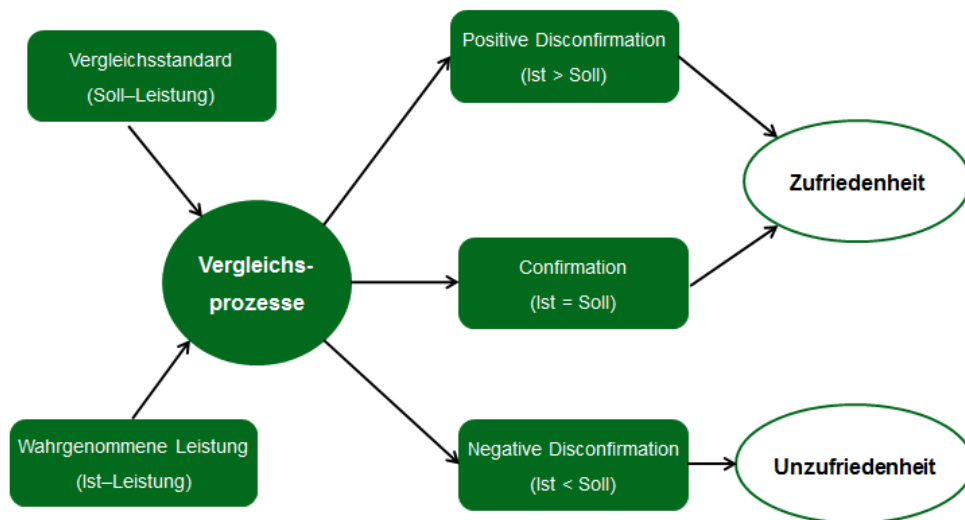 Vergleichsstandard
(Soll–Leistung)
Positive Disconfirmation
(Ist > Soll)
Zufriedenheit
Vergleichs-
prozesse
Confirmation
(Ist = Soll)
Wahrgenommene Leistung
(Ist–Leistung)
Negative Disconfirmation
(Ist < Soll)
Unzufriedenheit